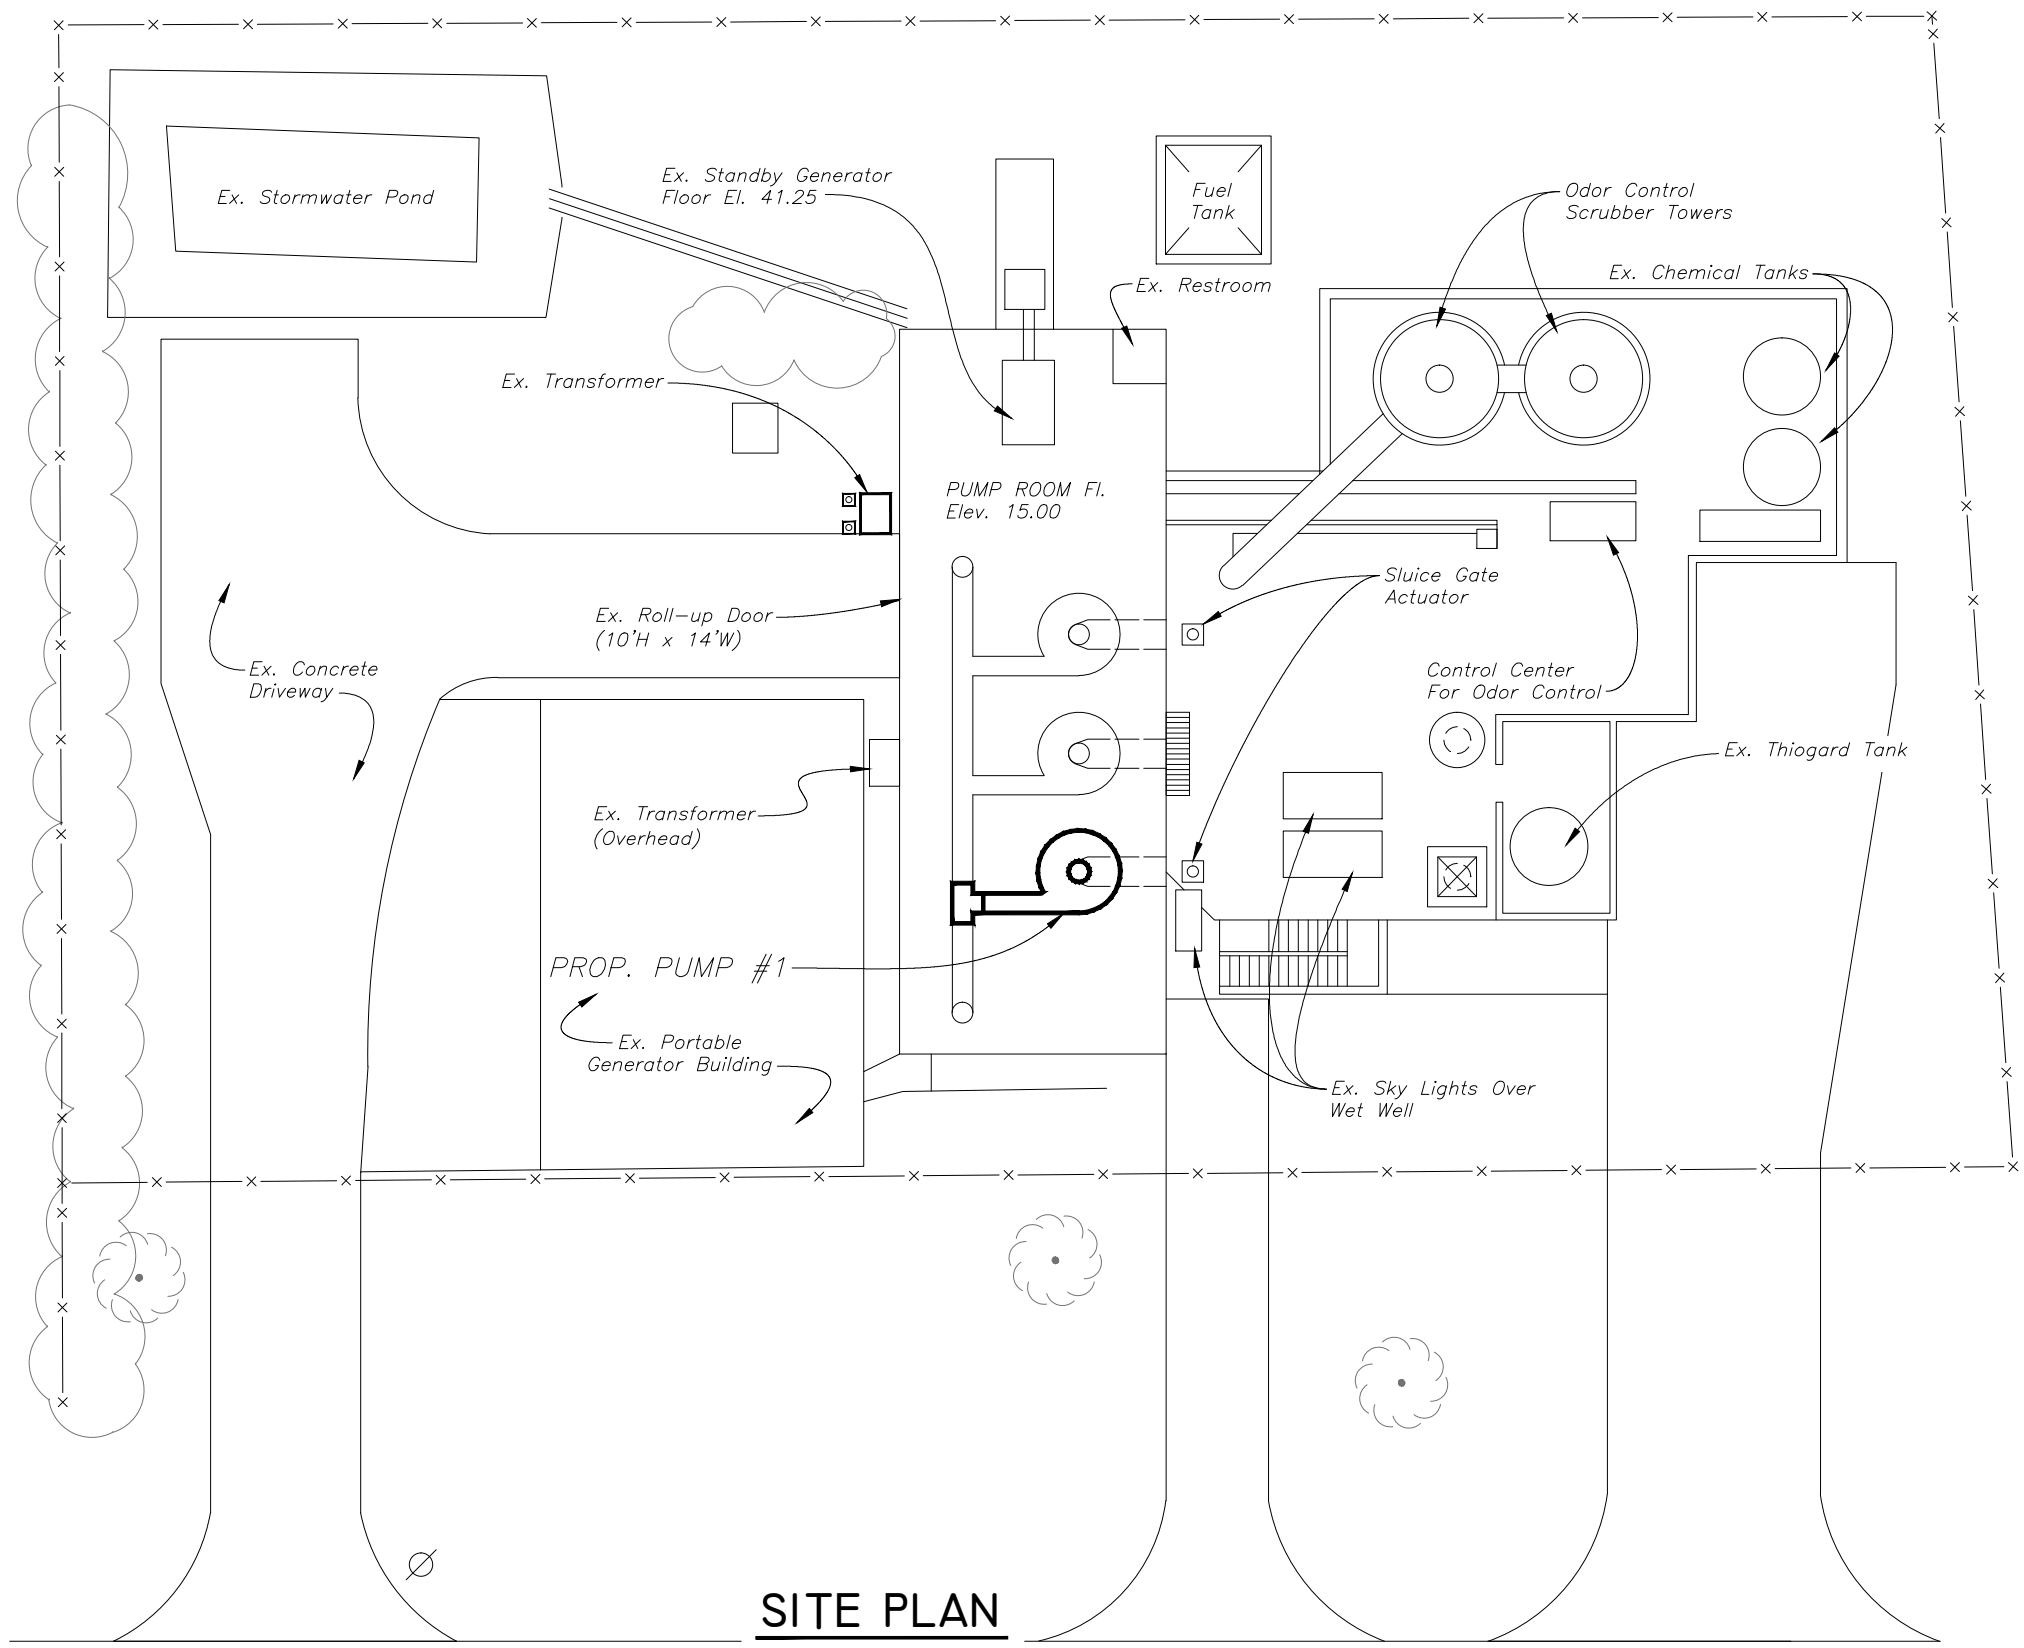 Ex. Stormwater Pond
Ex. Standby Generator
Floor El. 41.25
Fuel
Tank
Odor Control
Scrubber Towers
Ex. Chemical Tanks
Ex. Restroom
Ex. Transformer
PUMP ROOM Fl.
Elev. 15.00
Ex. Roll-up Door
(10'H x 14'W)
Sluice Gate
Actuator
Ex. Concrete
Driveway
Control Center
For Odor Control
Ex. Thiogard Tank
Ex. Transformer
(Overhead)
PROP. PUMP #1
Ex. Portable
Generator Building
Ex. Sky Lights Over
Wet Well
SITE PLAN